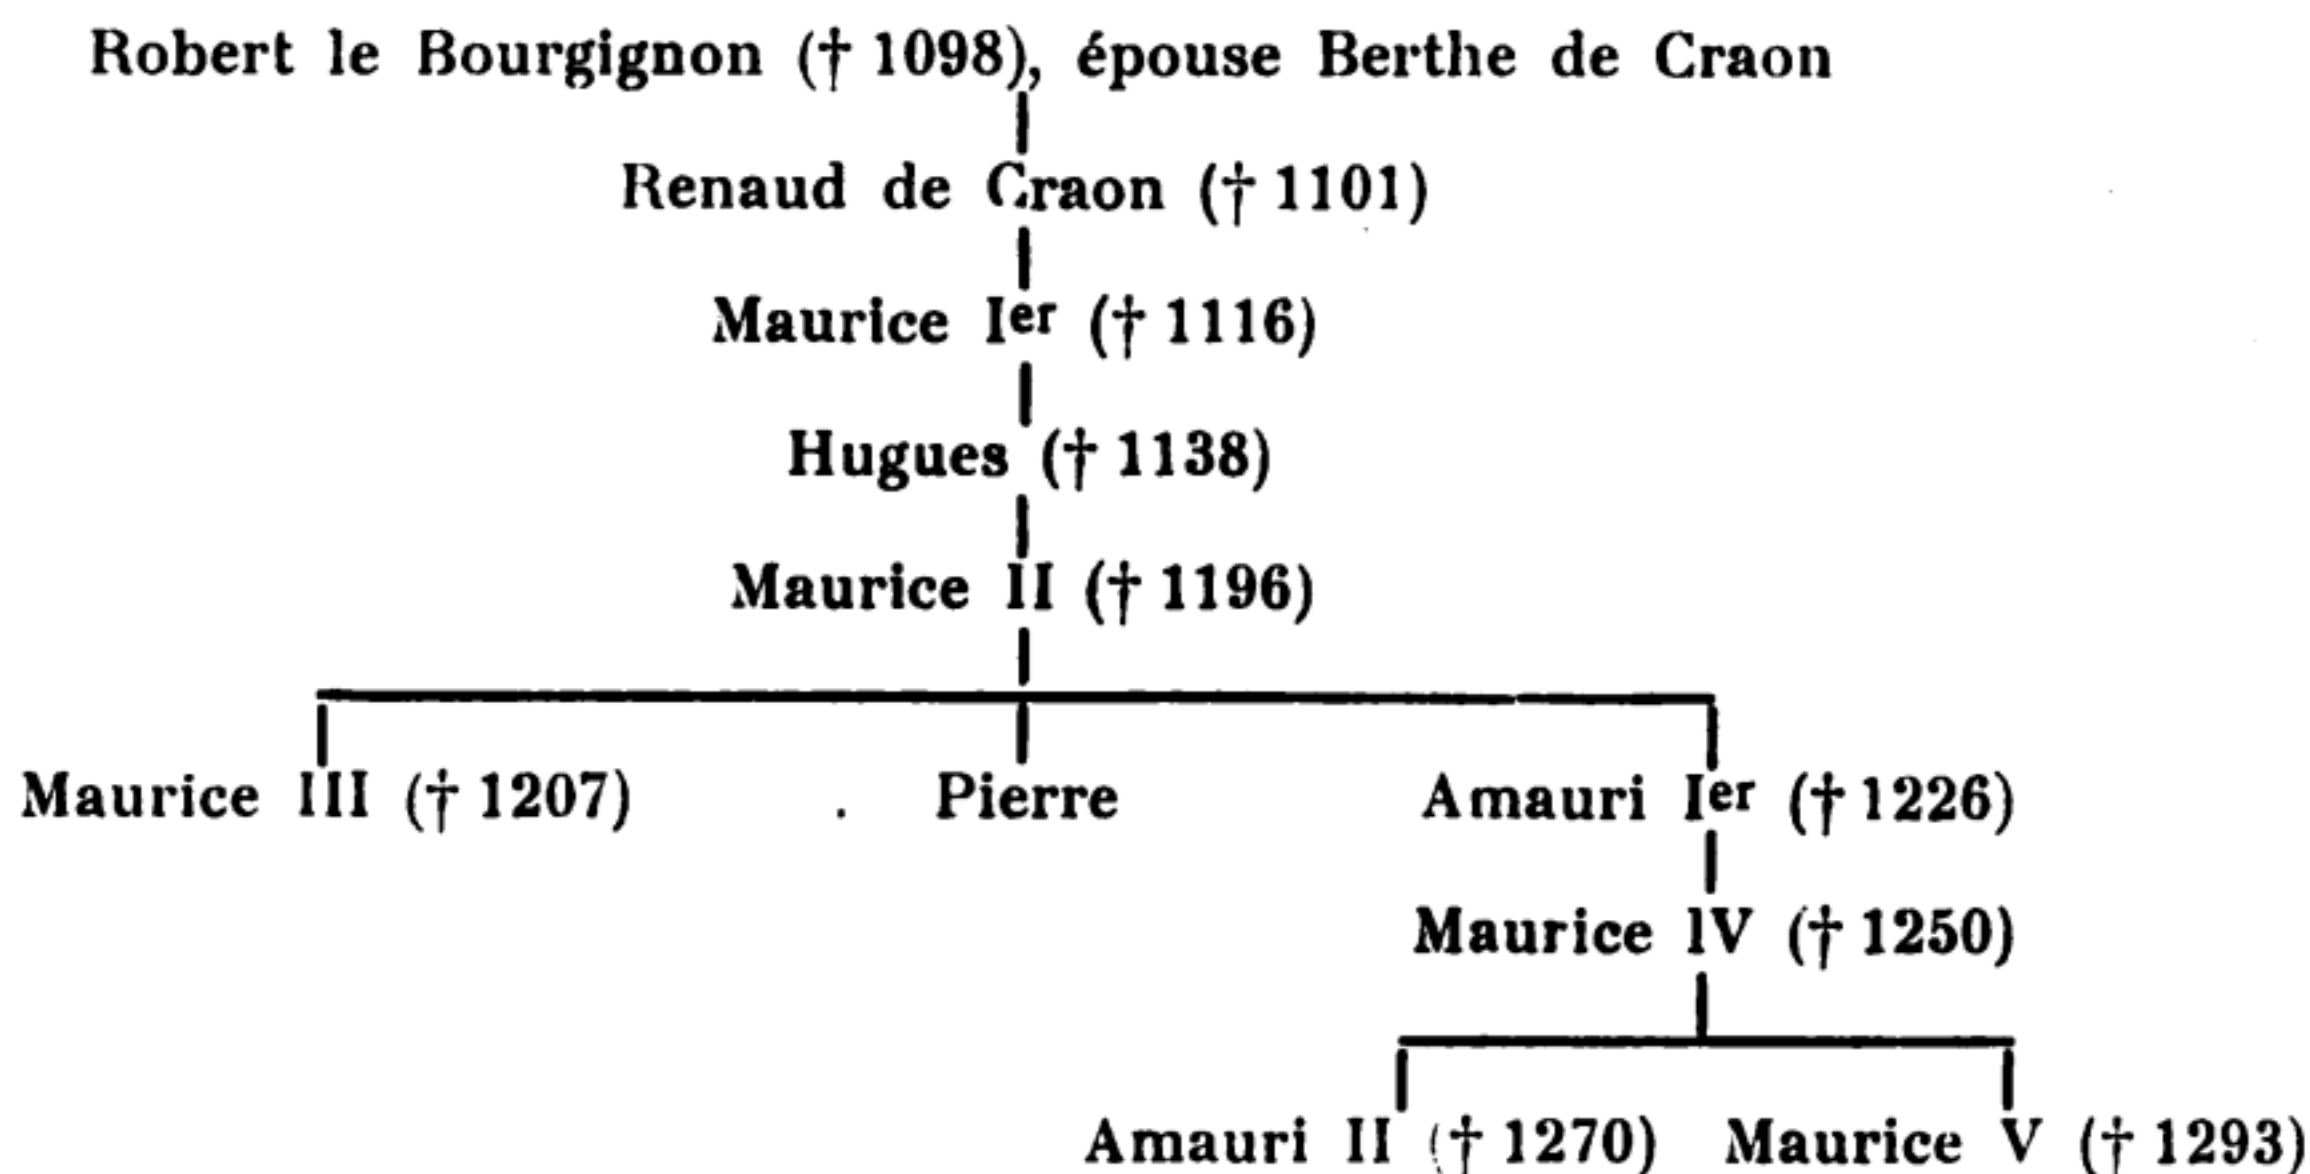 Robert le Bourgignon († 1098), épouse Berthe de Craon
Renaud de Craon († 1101)
Maurice Ier († 1116)
Hugues († 1138)
Maurice II († 1196)
Maurice III († 1207) Pierre Amauri Ier († 1226)
Maurice IV († 1250)
Amauri II († 1270) Maurice V († 1293)